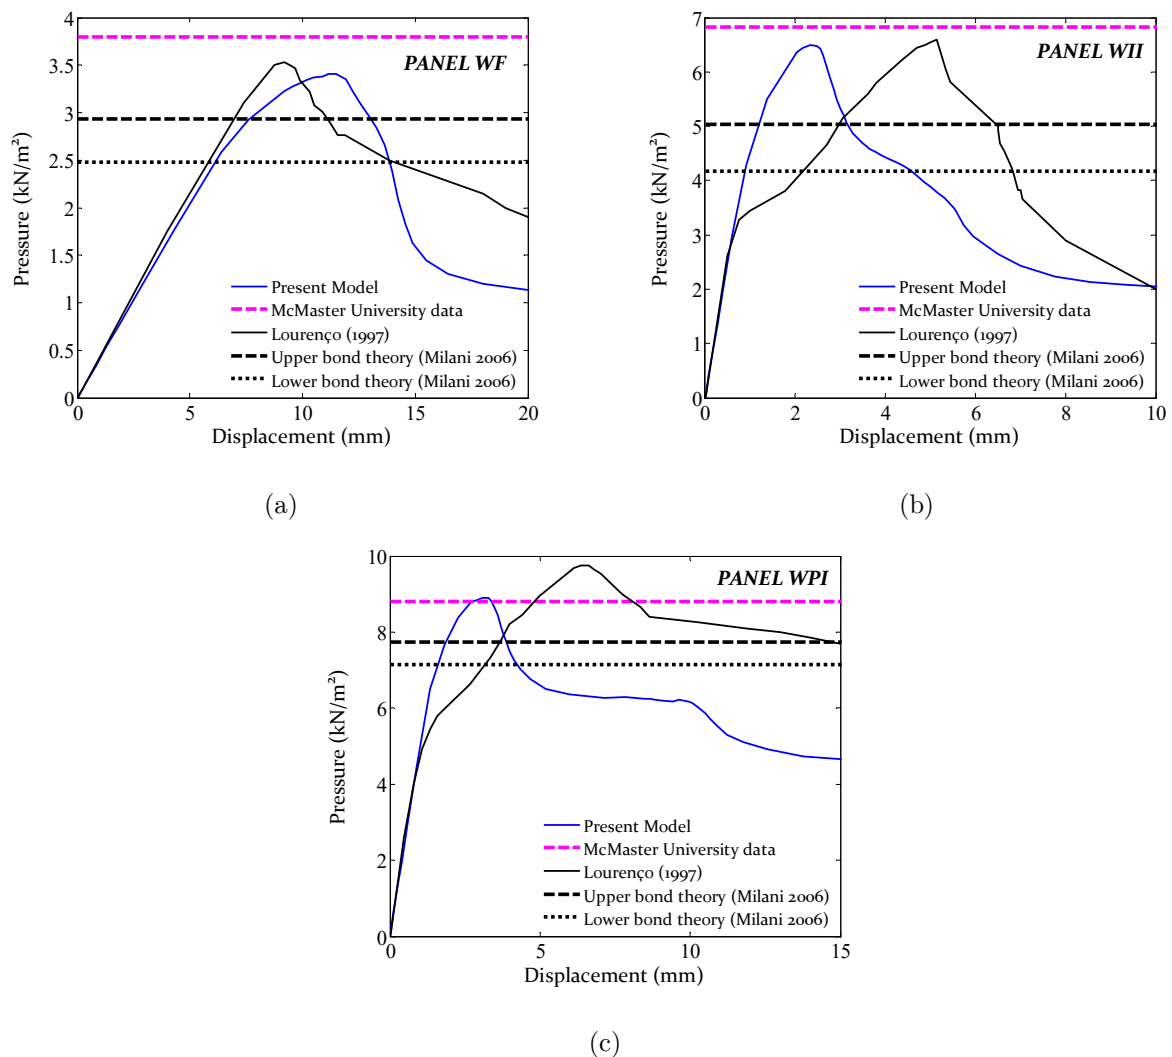 4
3.5
3
2.5
2
1.5
1
0.5
0
0
5
10
15
20
Pressure (kN/m²)
Displacement (mm)
PANEL WF
Present Model
McMaster University data
Lourenço (1997)
Upper bond theory (Milani 2006)
Lower bond theory (Milani 2006)
(a)
7
6
5
4
3
2
1
0
0
2
4
6
8
10
Pressure (kN/m²)
Displacement (mm)
PANEL WII
Present Model
McMaster University data
Lourenço (1997)
Upper bond theory (Milani 2006)
Lower bond theory (Milani 2006)
(b)
10
8
6
4
2
0
0
5
10
15
Pressure (kN/m²)
Displacement (mm)
PANEL WPI
Present Model
McMaster University data
Lourenço (1997)
Upper bond theory (Milani 2006)
Lower bond theory (Milani 2006)
(c)